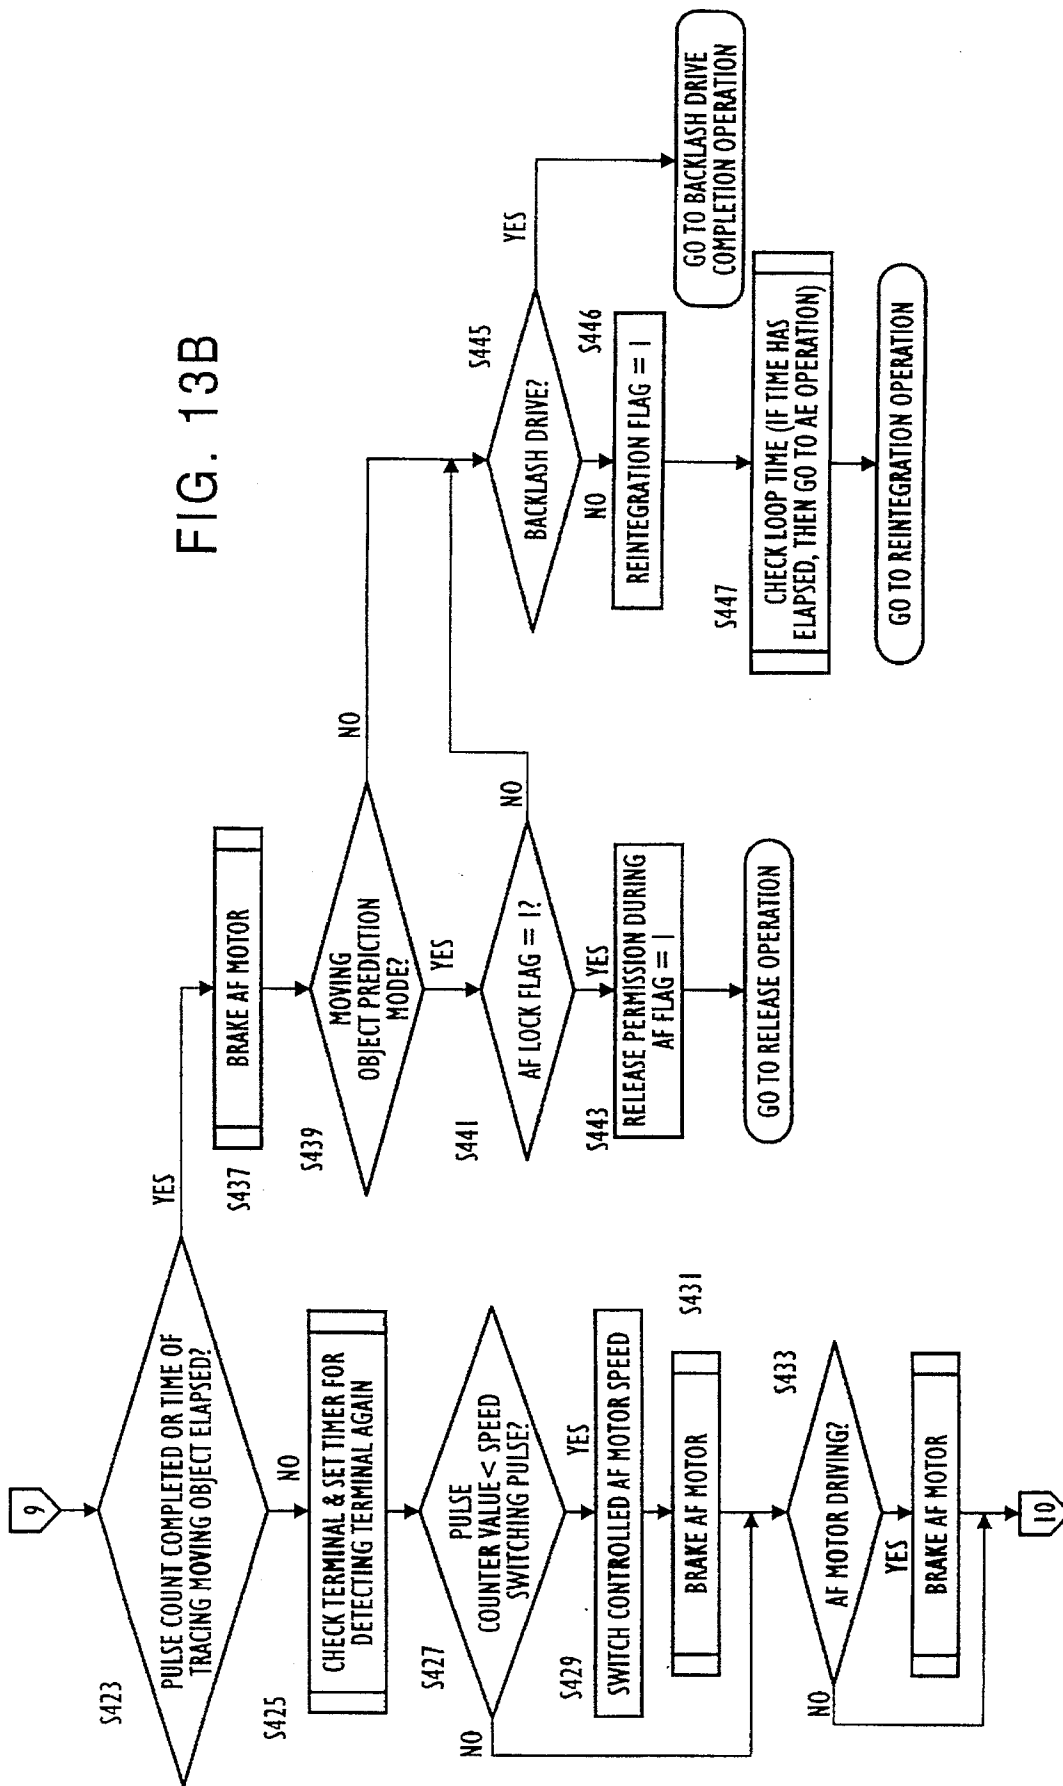 FIG. 13B
9
S423
PULSE COUNT COMPLETED OR TIME OF
TRACING MOVING OBJECT ELAPSED?
YES
NO
S425
CHECK TERMINAL & SET TIMER FOR
DETECTING TERMINAL AGAIN
S427
PULSE
COUNTER VALUE < SPEED
SWITCHING PULSE?
NO
YES
S429
SWITCH CONTROLLED AF MOTOR SPEED
S431
BRAKE AF MOTOR
S433
AF MOTOR DRIVING?
NO
YES
BRAKE AF MOTOR
10
S437
BRAKE AF MOTOR
S439
MOVING
OBJECT PREDICTION
MODE?
NO
YES
S441
AF LOCK FLAG = 1?
NO
YES
S443
RELEASE PERMISSION DURING
AF FLAG = 1
GO TO RELEASE OPERATION
S445
BACKLASH DRIVE?
YES
NO
S446
REINTEGRATION FLAG = 1
S447
CHECK LOOP TIME (IF TIME HAS
ELAPSED, THEN GO TO AE OPERATION)
GO TO REINTEGRATION OPERATION
GO TO BACKLASH DRIVE
COMPLETION OPERATION